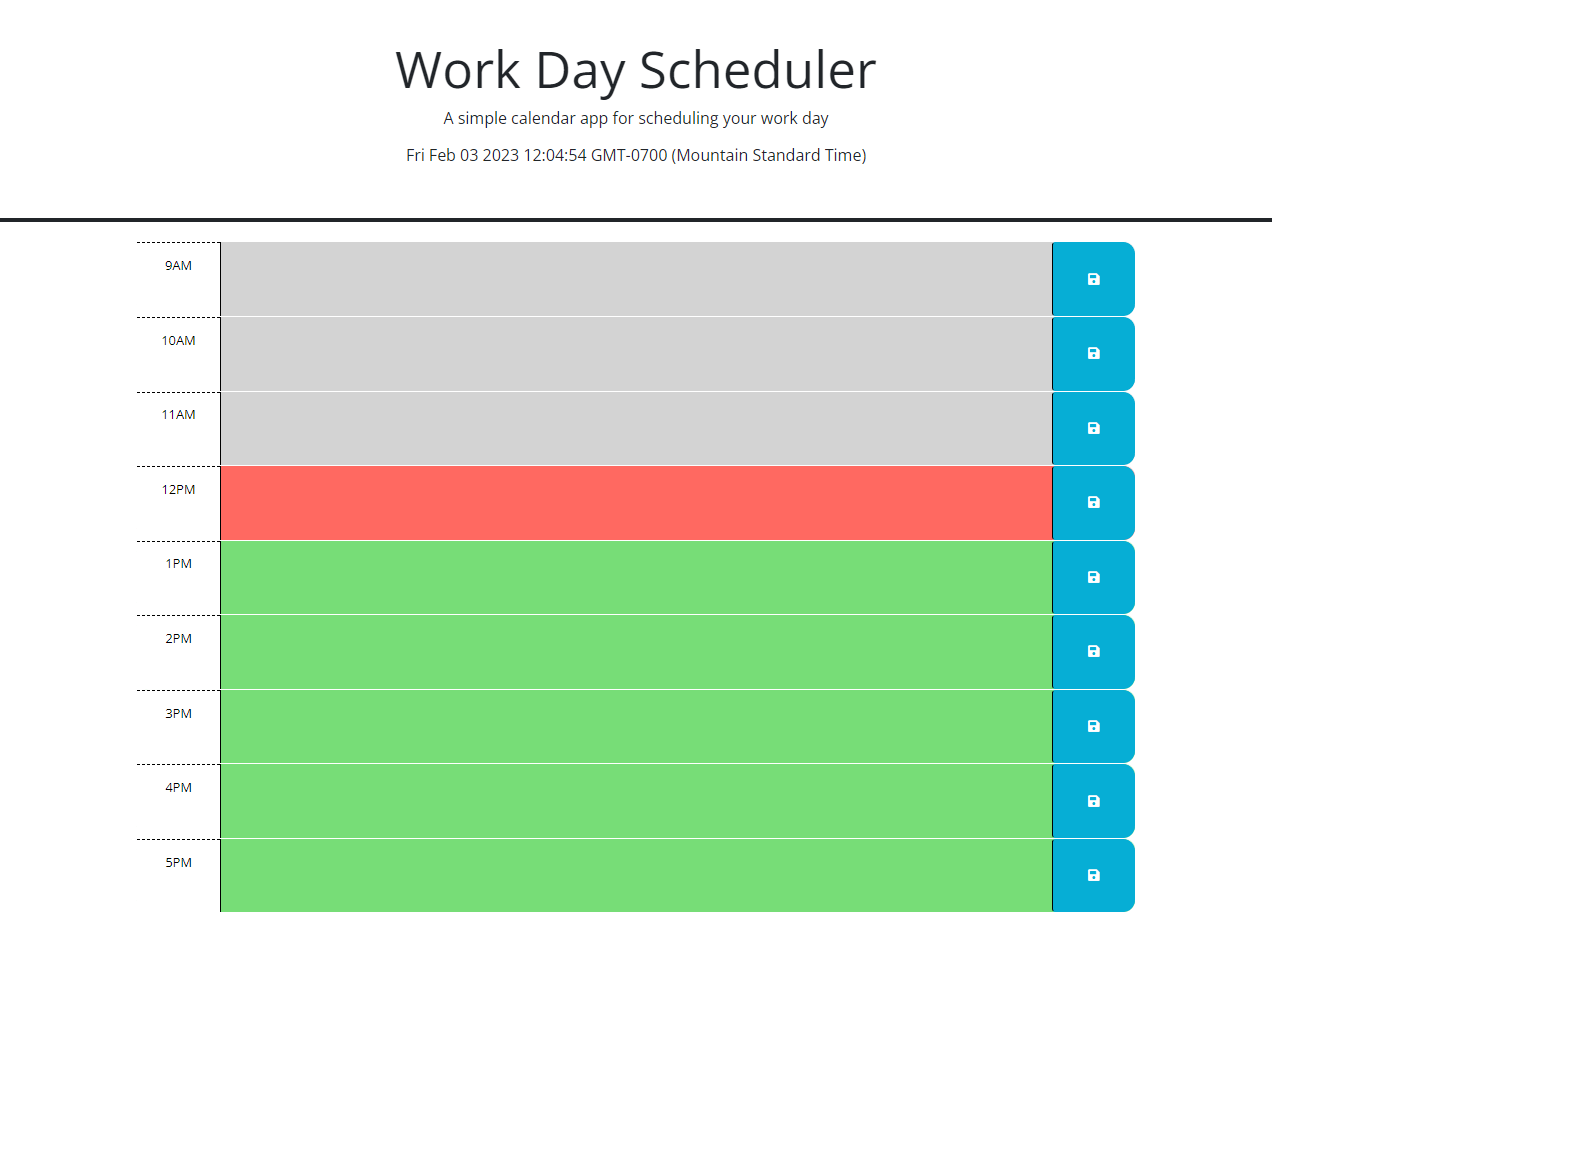 Work Day Scheduler
A simple calendar app for scheduling your work day
Fri Feb 03 2023 12:04:54 GMT-0700 (Mountain Standard Time)
9AM
10AM
11AM
12PM
1PM
2PM
3PM
4PM
5PM